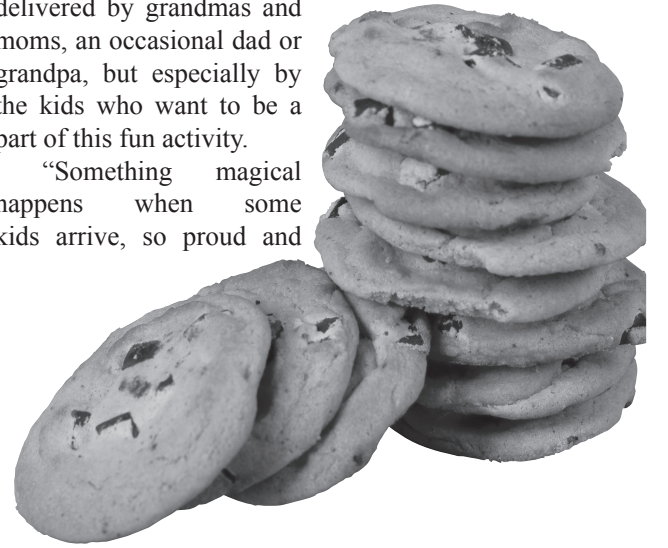 delivered by grandmas and
moms, an occasional dad or
grandpa, but especially by
the kids who want to be a
part of this fun activity.
“Something magical
happens when some
kids arrive, so proud and